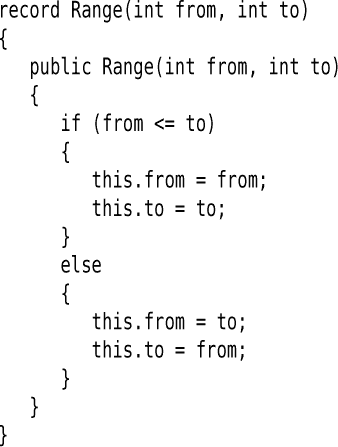 record Range(int from, int to)
{
   public Range(int from, int to)
   {
      if (from <= to)
      {
         this.from = from;
         this.to = to;
      }
      else
      {
         this.from = to;
         this.to = from;
      }
   }
}